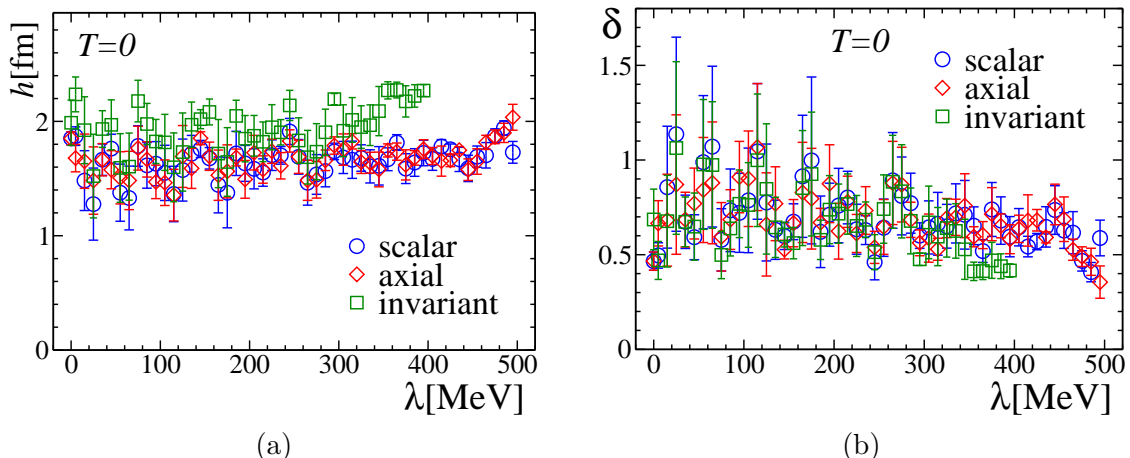 T=0
h[fm]
3
2
1
0
0
100
200
300
400
500
λ[MeV]
scalar
axial
invariant
(a)
T=0
δ
1.5
1
0.5
0
0
100
200
300
400
500
λ[MeV]
scalar
axial
invariant
(b)